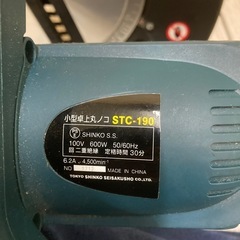 小型卓上丸ノコ STC-190
SHINKO S.S.
100V 600W 50/60Hz
回 二重絶縁 定格時間 30分
6.2A 4,500min⁻¹
NO. MADE IN CHINA
TOKYO SHINKO SEISAKUSHO CO.,LTD.